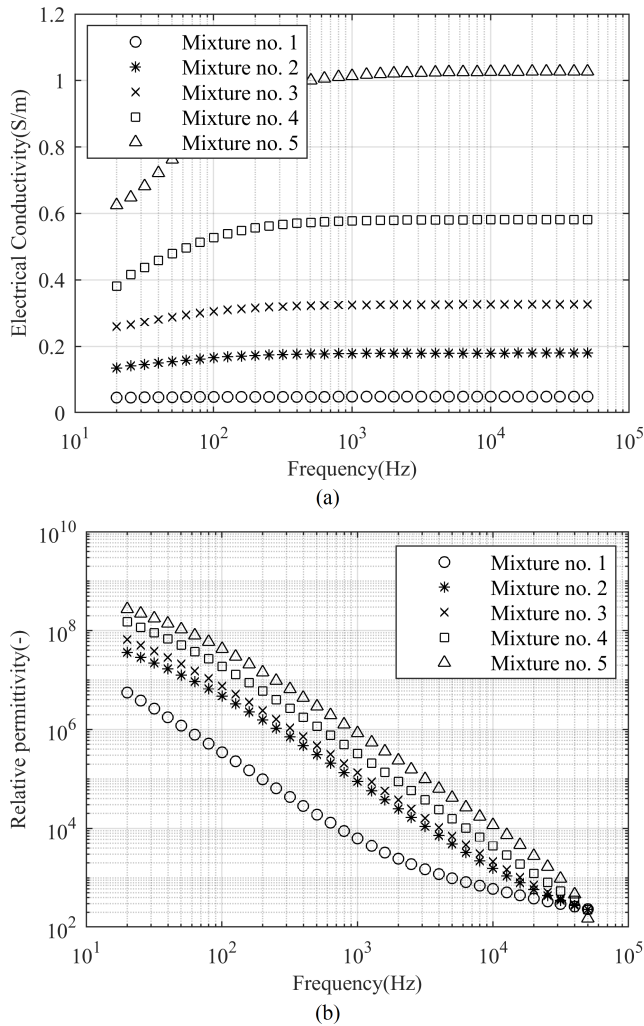 1.2
1
0.8
0.6
0.4
0.2
0
Electrical Conductivity(S/m)
Mixture no. 1
Mixture no. 2
Mixture no. 3
Mixture no. 4
Mixture no. 5
10^1 10^2 10^3 10^4 10^5
Frequency(Hz)
(a)
10^10
10^8
10^6
10^4
10^2
Relative permittivity(-)
Mixture no. 1
Mixture no. 2
Mixture no. 3
Mixture no. 4
Mixture no. 5
10^1 10^2 10^3 10^4 10^5
Frequency(Hz)
(b)